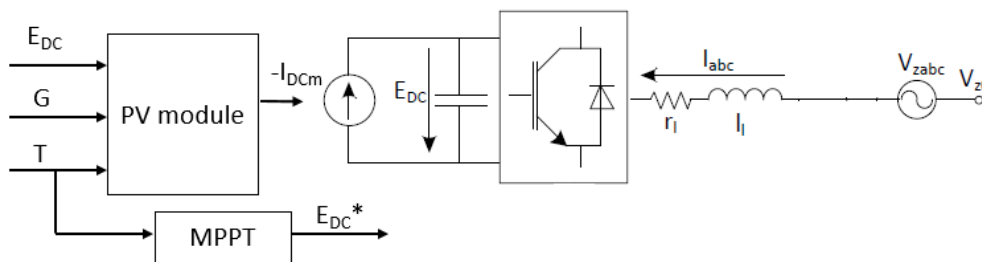 E_DC
G
T
PV module
-I_DCm
E_DC
I_abc
r_l
l_l
V_zabc
MPPT
E_DC*